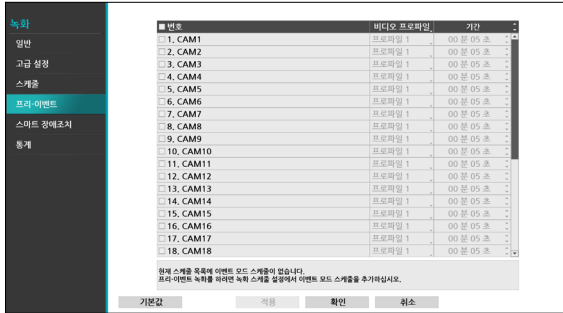 녹화
일반
고급 설정
스케줄
프리-이벤트
스마트 장애조치
통계
번호 비디오 프로파일 기간
1, CAM1 프로파일 1 00 분 05 초
2, CAM2 프로파일 1 00 분 05 초
3, CAM3 프로파일 1 00 분 05 초
4, CAM4 프로파일 1 00 분 05 초
5, CAM5 프로파일 1 00 분 05 초
6, CAM6 프로파일 1 00 분 05 초
7, CAM7 프로파일 1 00 분 05 초
8, CAM8 프로파일 1 00 분 05 초
9, CAM9 프로파일 1 00 분 05 초
10, CAM10 프로파일 1 00 분 05 초
11, CAM11 프로파일 1 00 분 05 초
12, CAM12 프로파일 1 00 분 05 초
13, CAM13 프로파일 1 00 분 05 초
14, CAM14 프로파일 1 00 분 05 초
15, CAM15 프로파일 1 00 분 05 초
16, CAM16 프로파일 1 00 분 05 초
17, CAM17 프로파일 1 00 분 05 초
18, CAM18 프로파일 1 00 분 05 초
현재 스케줄 목록에 이벤트 모드 스케줄이 없습니다.
프리-이벤트 녹화를 하려면 녹화 스케줄 설정에서 이벤트 모드 스케줄을 추가하십시오.
기본값 적용 확인 취소